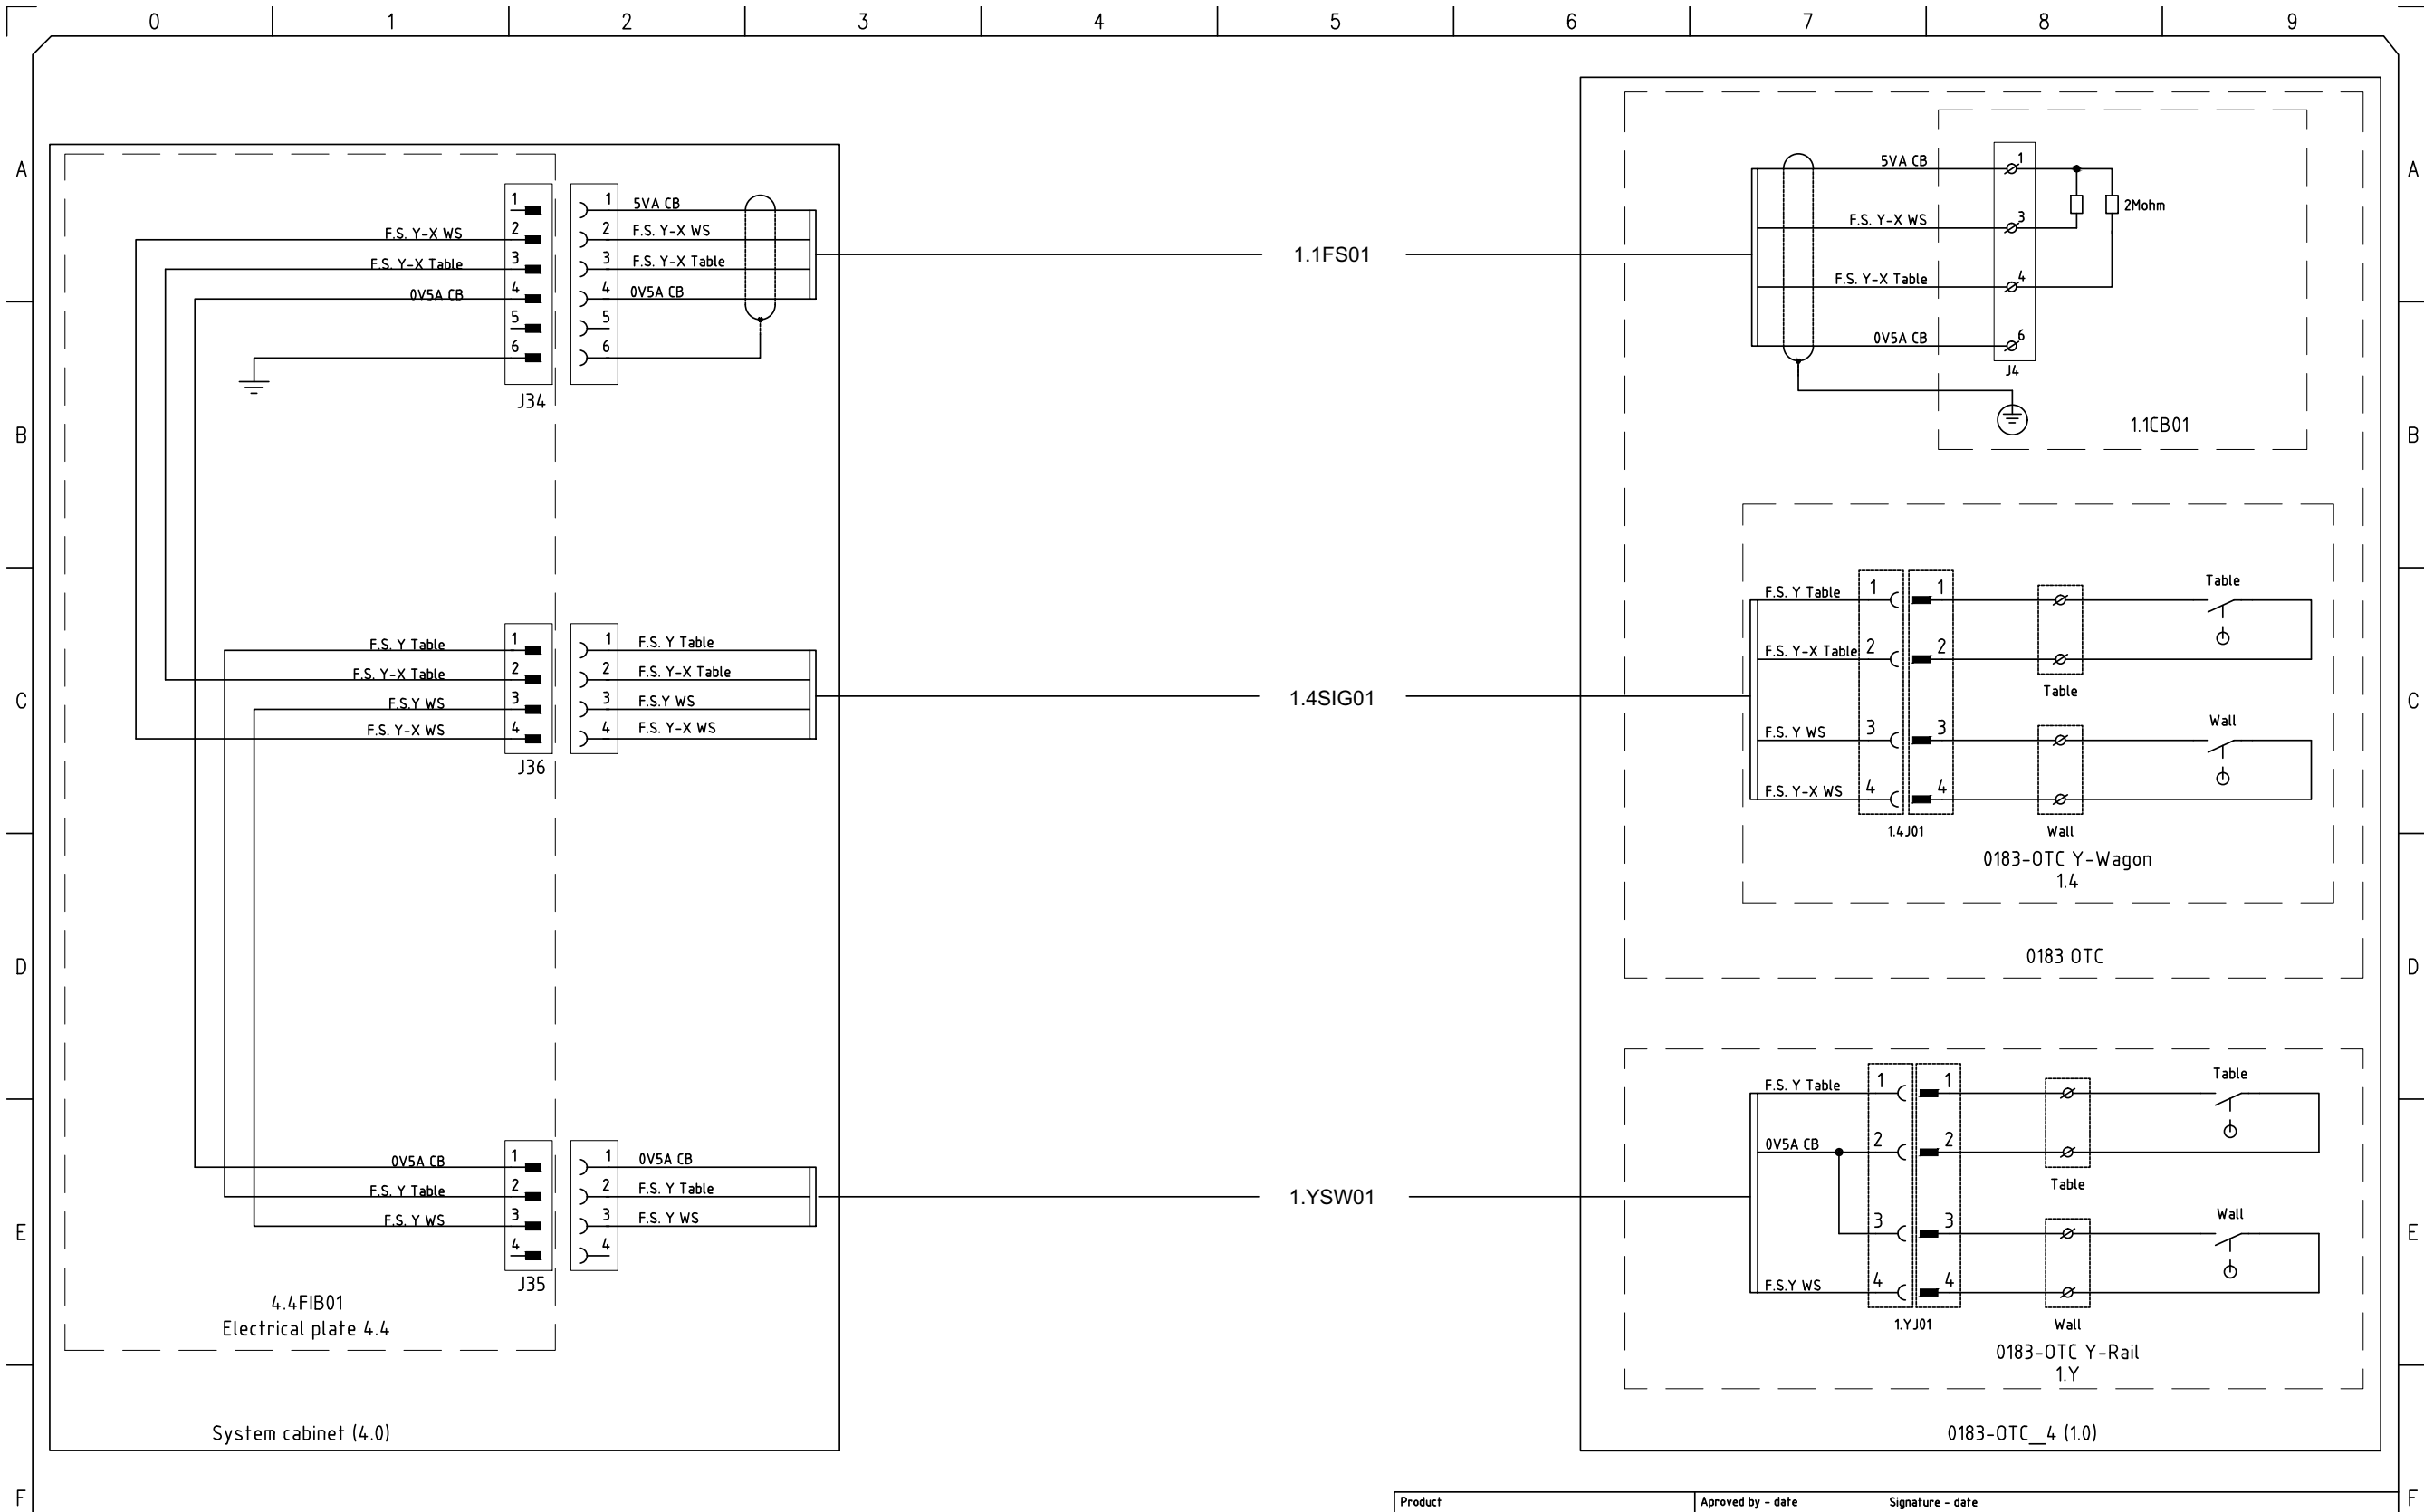 0 1 2 3 4 5 6 7 8 9
A
B
C
D
E
F
1 1 5VA CB
F.S. Y-X WS 2 2 F.S. Y-X WS
F.S. Y-X Table 3 3 F.S. Y-X Table
0V5A CB 4 4 0V5A CB
5 5
6 6
J34
F.S. Y Table 1 1 F.S. Y Table
F.S. Y-X Table 2 2 F.S. Y-X Table
F.S.Y WS 3 3 F.S.Y WS
F.S. Y-X WS 4 4 F.S. Y-X WS
J36
0V5A CB 1 1 0V5A CB
F.S. Y Table 2 2 F.S. Y Table
F.S. Y WS 3 3 F.S. Y WS
4 4
J35
4.4FIB01
Electrical plate 4.4
System cabinet (4.0)
1.1FS01
1.4SIG01
1.YSW01
5VA CB 1
2Mohm
F.S. Y-X WS 3
F.S. Y-X Table 4
0V5A CB 6
J4
1.1CB01
F.S. Y Table 1 1 Table
F.S. Y-X Table 2 2
Table
F.S. Y WS 3 3 Wall
F.S. Y-X WS 4 4
1.4J01 Wall
0183-OTC Y-Wagon
1.4
0183 OTC
F.S. Y Table 1 1 Table
0V5A CB 2 2
Table
3 3 Wall
F.S.Y WS 4 4
1.YJ01 Wall
0183-OTC Y-Rail
1.Y
0183-OTC_4 (1.0)
A
B
C
D
E
F
Product Aproved by - date Signature - date